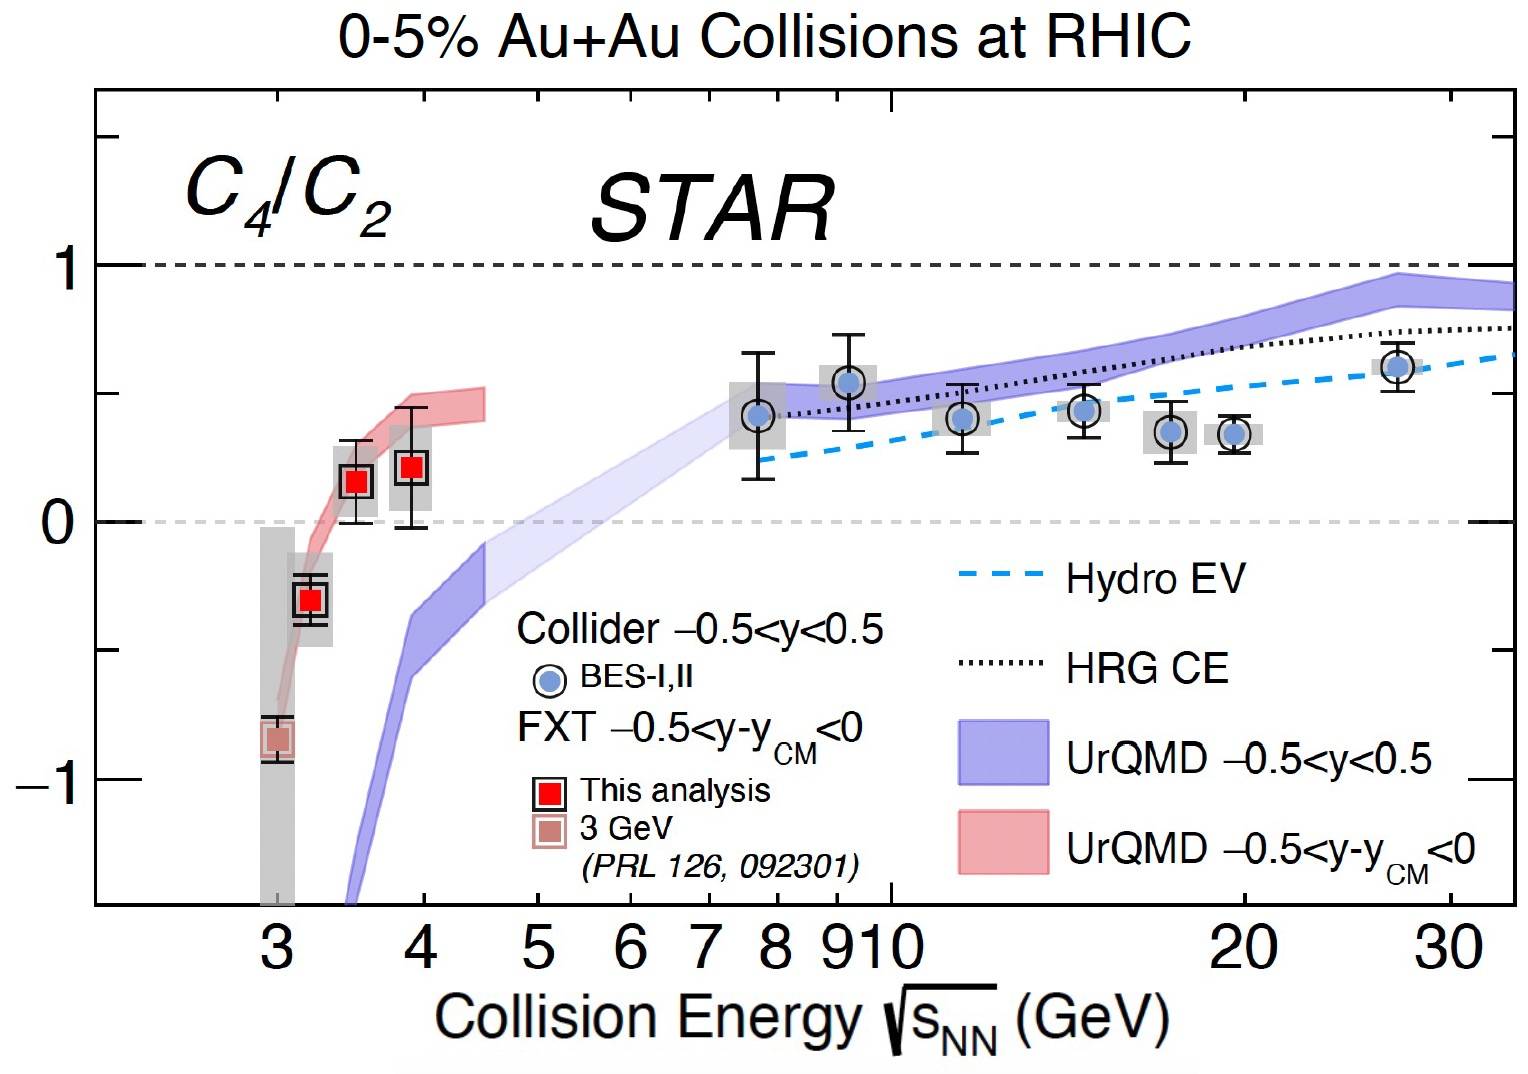 0-5% Au+Au Collisions at RHIC
C4/C2
STAR
1
0
−1
Collider −0.5<y<0.5
BES-I,II
FXT −0.5<y-yCM<0
This analysis
3 GeV
(PRL 126, 092301)
Hydro EV
HRG CE
UrQMD −0.5<y<0.5
UrQMD −0.5<y-yCM<0
3 4 5 6 7 8 910 20 30
Collision Energy √sNN (GeV)